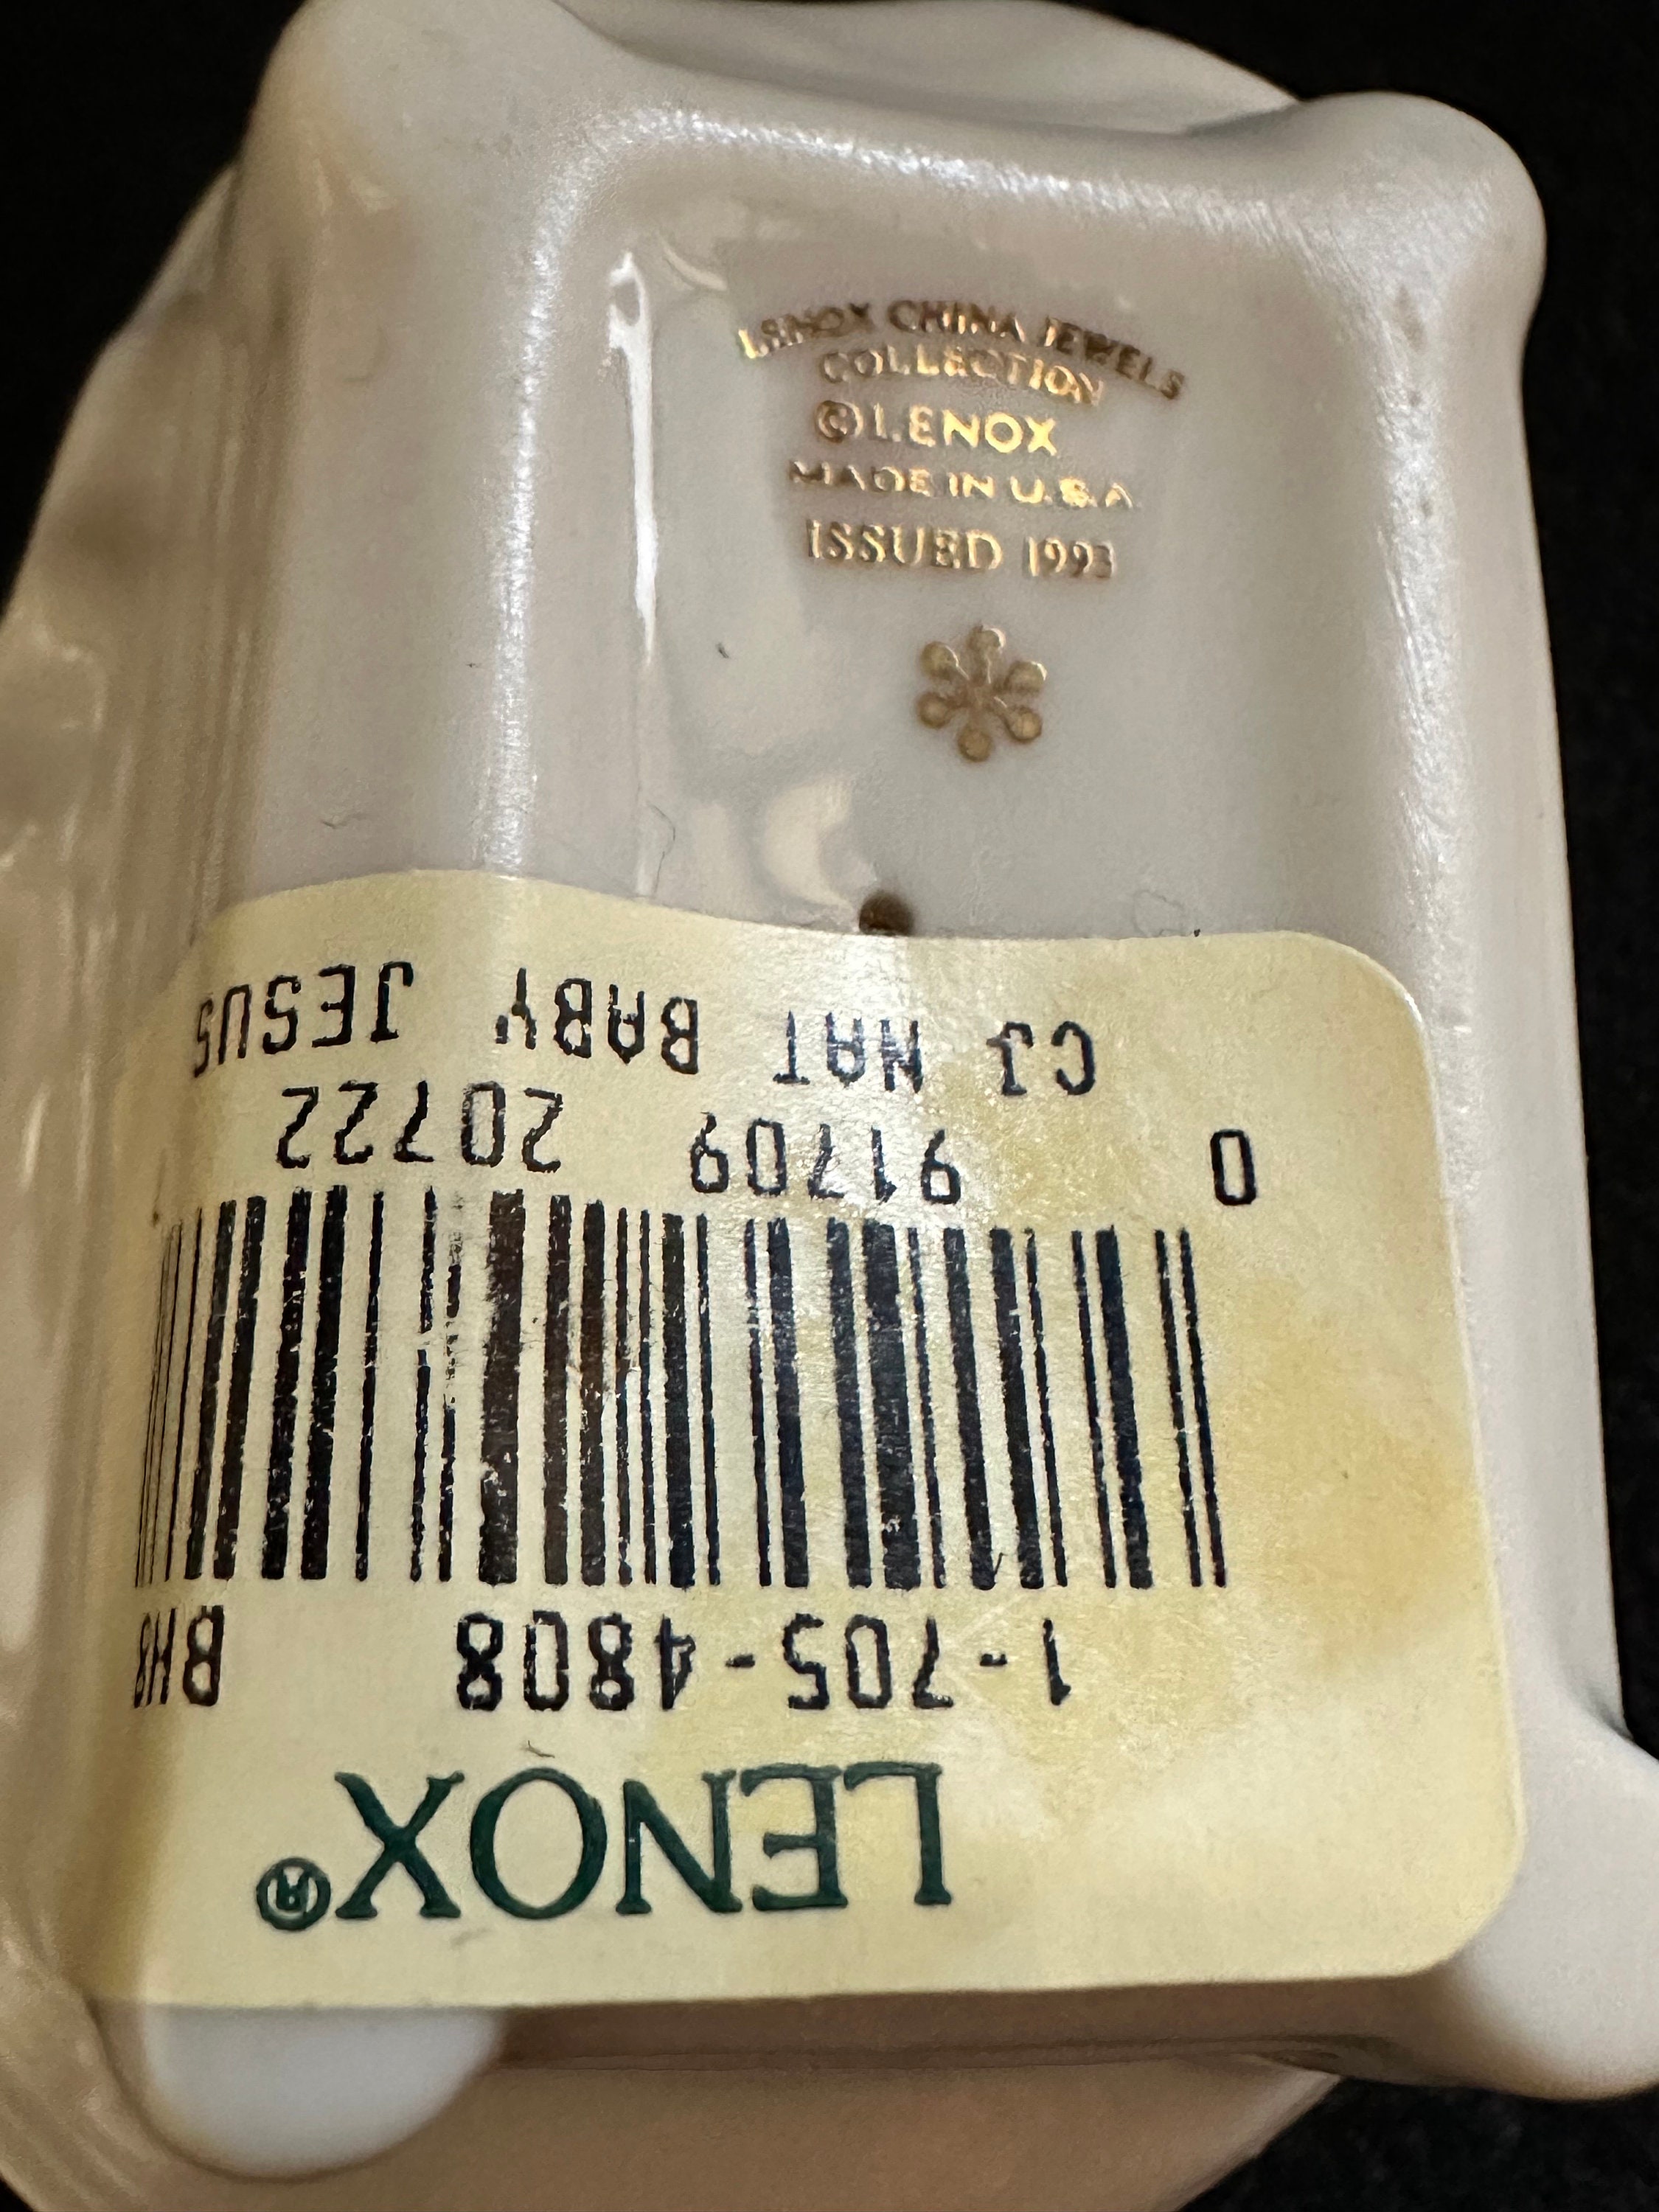 LENOX CHINA JEWELS
COLLECTION
© LENOX
MADE IN U.S.A.
ISSUED 1993
LENOX®
1-705-4808 BH8
0 91709 20722
CJ NAT BABY JESUS